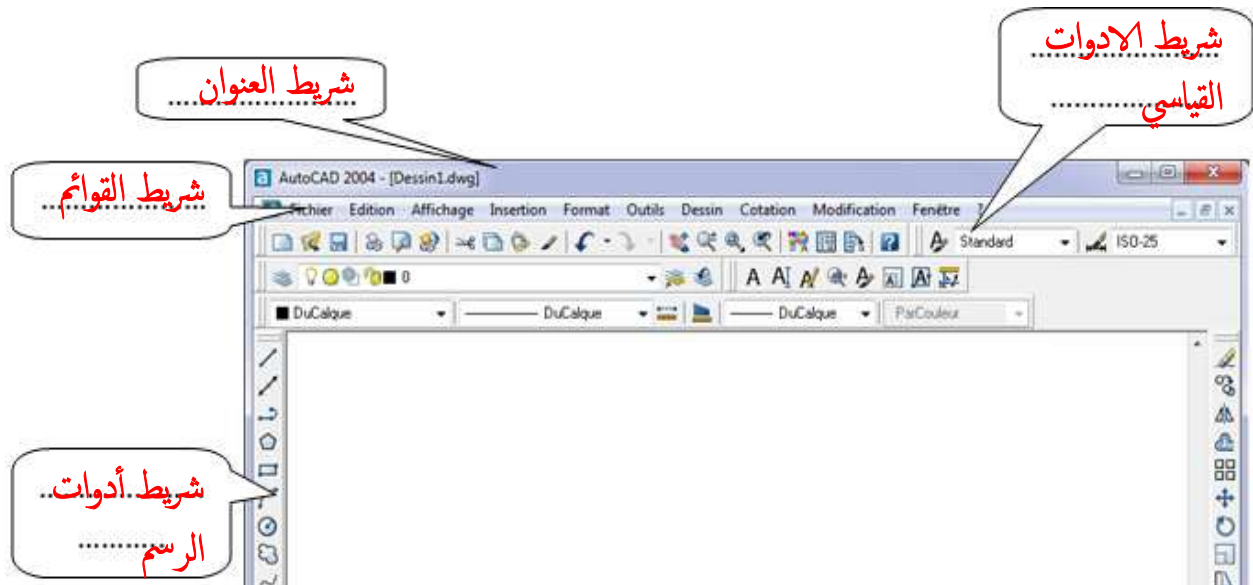 شريط الادوات
القياسي
شريط العنوان
شريط القوائم
AutoCAD 2004 - [Dessin1.dwg]
Fichier Edition Affichage Insertion Format Outils Dessin Cotation Modification Fenêtre
Standard ISO-25
0
DuCalque DuCalque DuCalque ParCouleur
شريط أدوات
الرسم